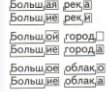 Большая река
Большие реки
Большой город
Большие города
Большое облако
Большие облака